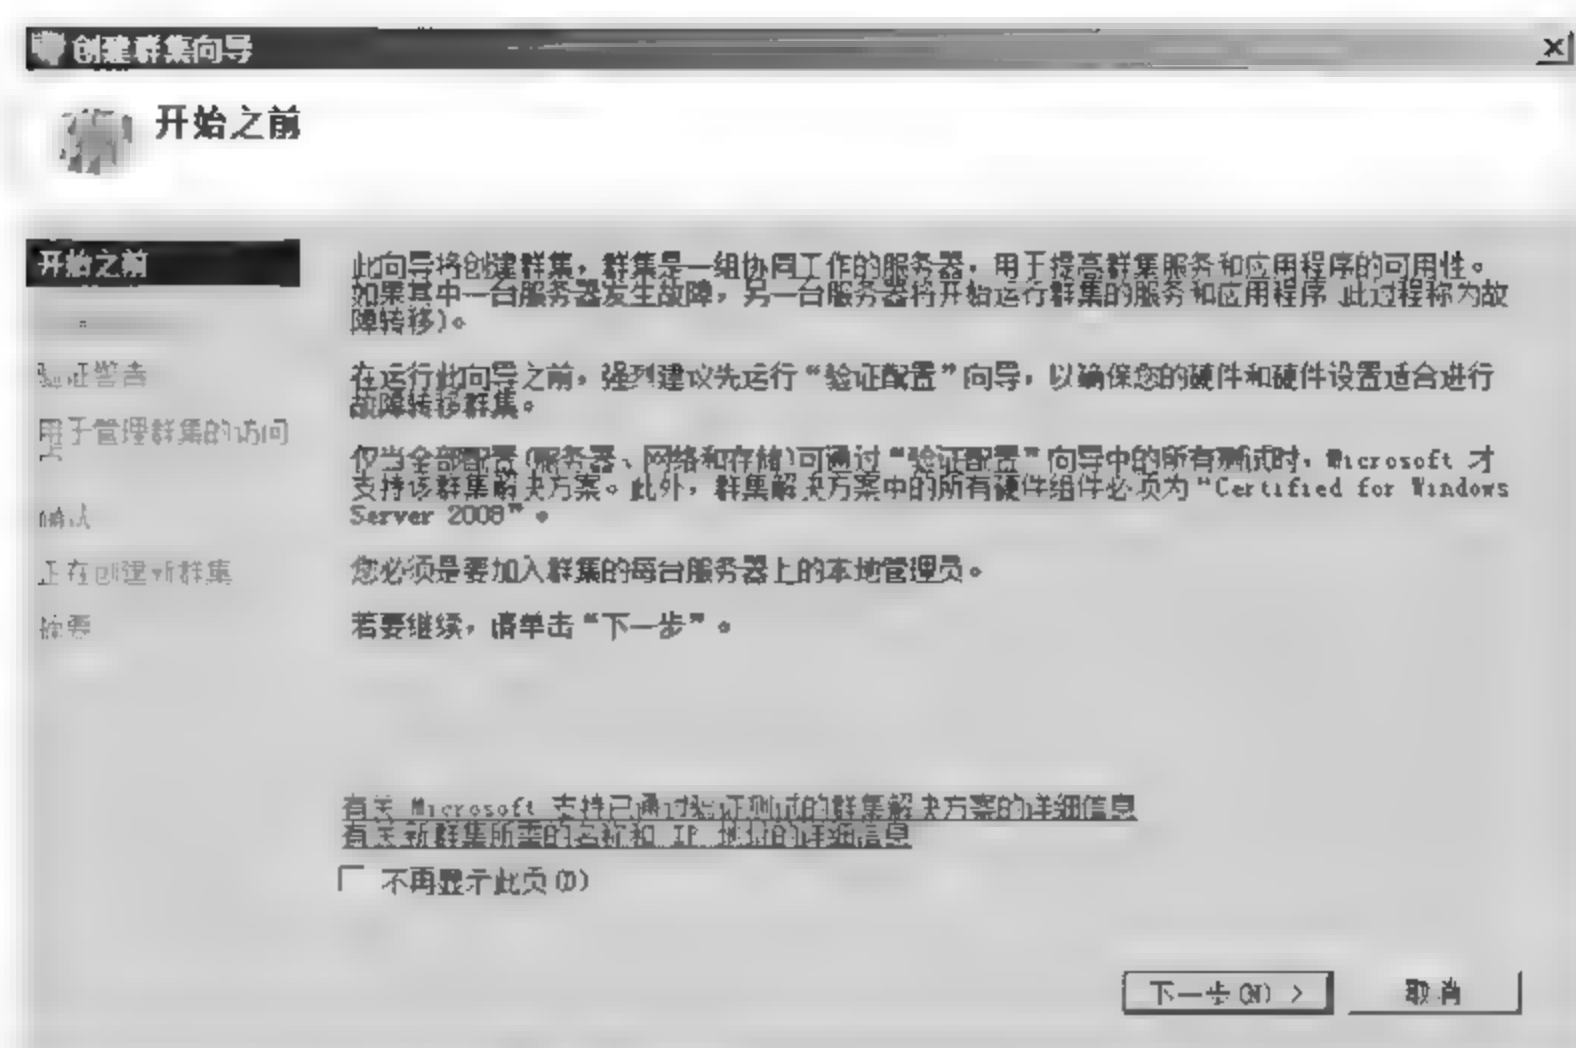 创建群集向导
开始之前
开始之前
验证警告
用于管理群集的访问
确认
正在创建新群集
摘要
此向导将创建群集，群集是一组协同工作的服务器，用于提高群集服务和应用程序的可用性。
如果其中一台服务器发生故障，另一台服务器将开始运行群集的服务和应用程序 此过程称为故
障转移)。
在运行此向导之前，强烈建议先运行“验证配置”向导，以确保您的硬件和硬件设置适合进行
故障转移群集。
仅当全部配置(服务器、网络和存储)可通过“验证配置”向导中的所有测试时，Microsoft 才
支持该群集解决方案。此外，群集解决方案中的所有硬件组件必须为“Certified for Windows
Server 2008”。
您必须是要加入群集的每台服务器上的本地管理员。
若要继续，请单击“下一步”。
有关 Microsoft 支持已通过验证测试的群集解决方案的详细信息
有关新群集所需的名称和 IP 地址的详细信息
不再显示此页(D)
下一步(N) >
取消